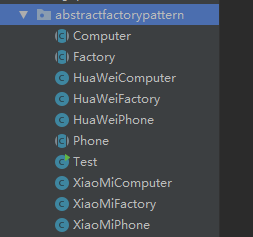 abstractfactorypattern
Computer
Factory
HuaWeiComputer
HuaWeiFactory
HuaWeiPhone
Phone
Test
XiaoMiComputer
XiaoMiFactory
XiaoMiPhone